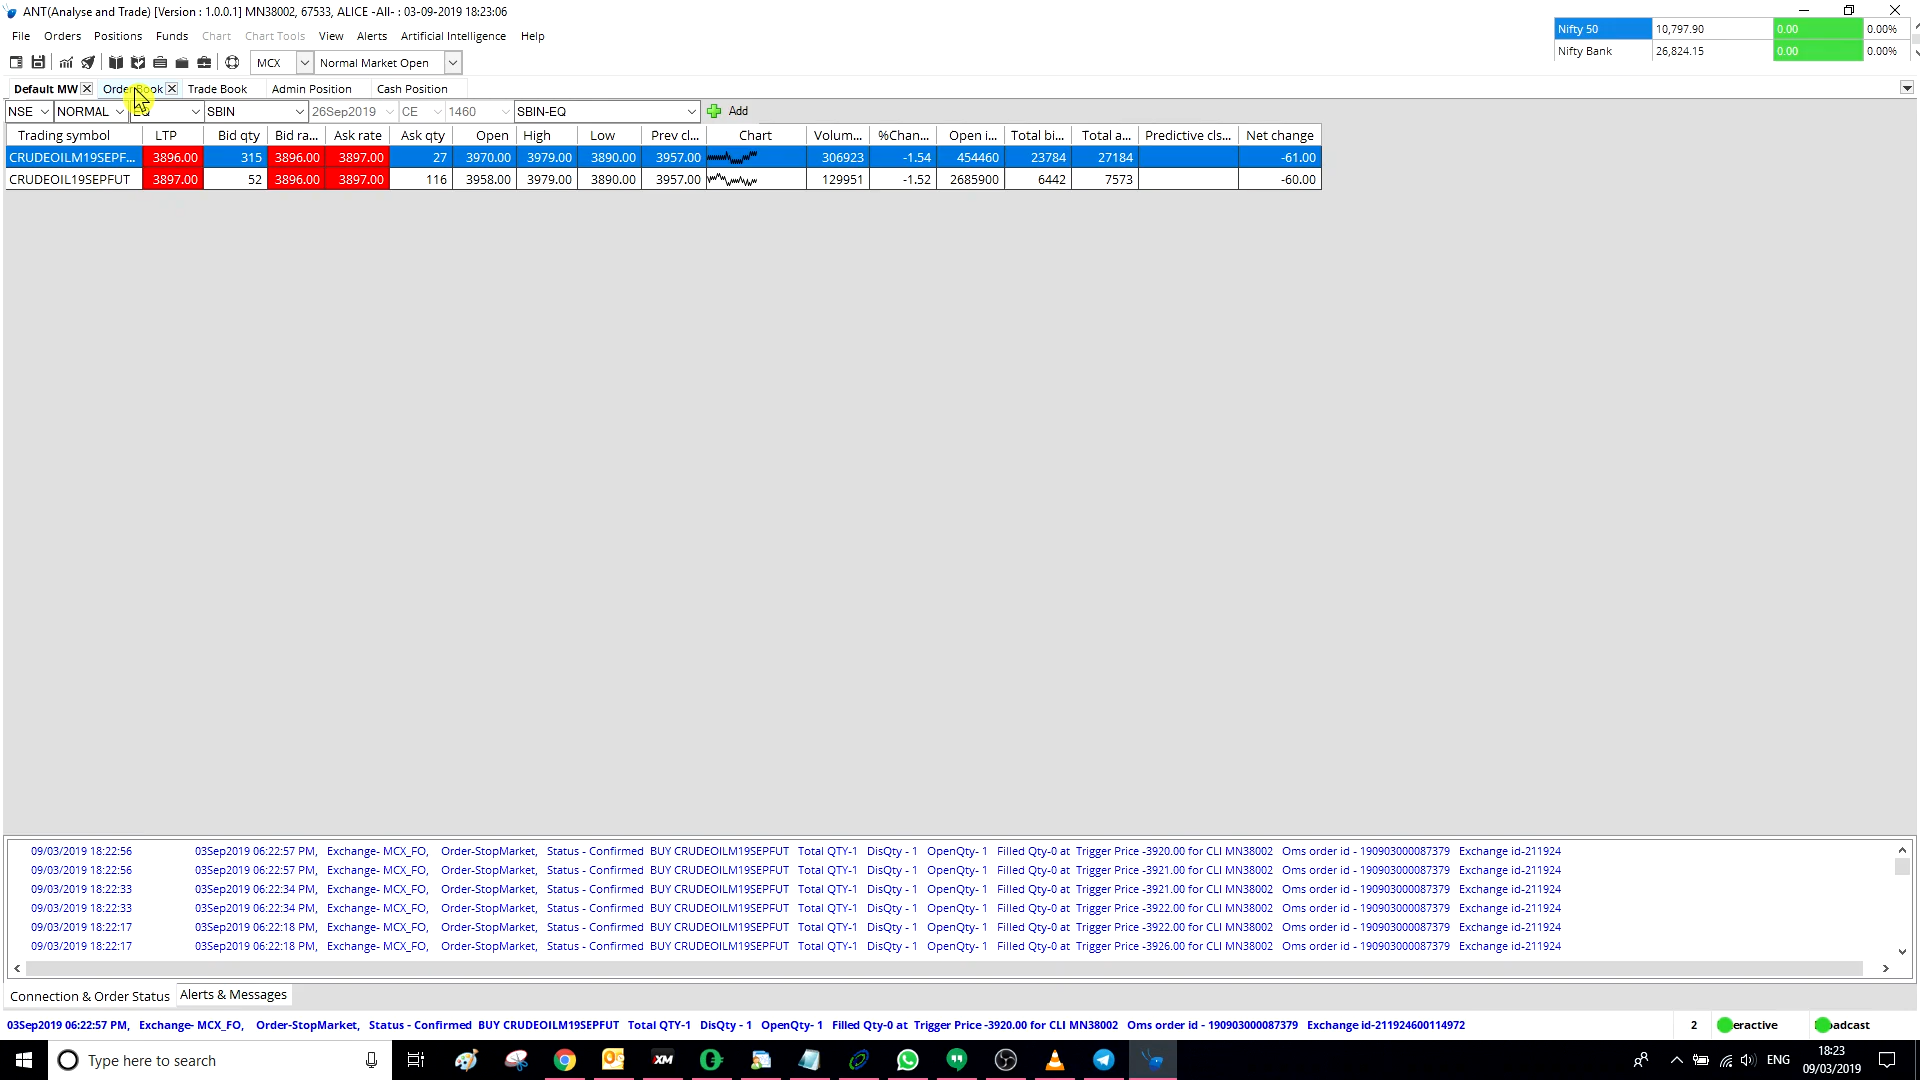 ANT(Analyse and Trade) [Version : 1.0.0.1] MN38002, 67533, ALICE -All- : 03-09-2019 18:23:06
File Orders Positions Funds Chart Chart Tools View Alerts Artificial Intelligence Help
Nifty 50 10,797.90 0.00 0.00%
Nifty Bank 26,824.15 0.00 0.00%
MCX Normal Market Open
Default MW Order Book Trade Book Admin Position Cash Position
NSE NORMAL EQ SBIN 26Sep2019 CE 1460 SBIN-EQ Add
Trading symbol LTP Bid qty Bid ra... Ask rate Ask qty Open High Low Prev cl... Chart Volum... %Chan... Open i... Total bi... Total a... Predictive cls... Net change
CRUDEOILM19SEPF... 3896.00 315 3896.00 3897.00 27 3970.00 3979.00 3890.00 3957.00 306923 -1.54 454460 23784 27184 -61.00
CRUDEOIL19SEPFUT 3897.00 52 3896.00 3897.00 116 3958.00 3979.00 3890.00 3957.00 129951 -1.52 2685900 6442 7573 -60.00
09/03/2019 18:22:56 03Sep2019 06:22:57 PM, Exchange- MCX_FO, Order-StopMarket, Status - Confirmed BUY CRUDEOILM19SEPFUT Total QTY-1 DisQty - 1 OpenQty- 1 Filled Qty-0 at Trigger Price -3920.00 for CLI MN38002 Oms order id - 190903000087379 Exchange id-211924
09/03/2019 18:22:56 03Sep2019 06:22:57 PM, Exchange- MCX_FO, Order-StopMarket, Status - Confirmed BUY CRUDEOILM19SEPFUT Total QTY-1 DisQty - 1 OpenQty- 1 Filled Qty-0 at Trigger Price -3921.00 for CLI MN38002 Oms order id - 190903000087379 Exchange id-211924
09/03/2019 18:22:33 03Sep2019 06:22:34 PM, Exchange- MCX_FO, Order-StopMarket, Status - Confirmed BUY CRUDEOILM19SEPFUT Total QTY-1 DisQty - 1 OpenQty- 1 Filled Qty-0 at Trigger Price -3921.00 for CLI MN38002 Oms order id - 190903000087379 Exchange id-211924
09/03/2019 18:22:33 03Sep2019 06:22:34 PM, Exchange- MCX_FO, Order-StopMarket, Status - Confirmed BUY CRUDEOILM19SEPFUT Total QTY-1 DisQty - 1 OpenQty- 1 Filled Qty-0 at Trigger Price -3922.00 for CLI MN38002 Oms order id - 190903000087379 Exchange id-211924
09/03/2019 18:22:17 03Sep2019 06:22:18 PM, Exchange- MCX_FO, Order-StopMarket, Status - Confirmed BUY CRUDEOILM19SEPFUT Total QTY-1 DisQty - 1 OpenQty- 1 Filled Qty-0 at Trigger Price -3922.00 for CLI MN38002 Oms order id - 190903000087379 Exchange id-211924
09/03/2019 18:22:17 03Sep2019 06:22:18 PM, Exchange- MCX_FO, Order-StopMarket, Status - Confirmed BUY CRUDEOILM19SEPFUT Total QTY-1 DisQty - 1 OpenQty- 1 Filled Qty-0 at Trigger Price -3926.00 for CLI MN38002 Oms order id - 190903000087379 Exchange id-211924
Connection & Order Status Alerts & Messages
03Sep2019 06:22:57 PM, Exchange- MCX_FO, Order-StopMarket, Status - Confirmed BUY CRUDEOILM19SEPFUT Total QTY-1 DisQty - 1 OpenQty- 1 Filled Qty-0 at Trigger Price -3920.00 for CLI MN38002 Oms order id - 190903000087379 Exchange id-211924600114972 2 eractive adcast
Type here to search XM ENG 18:23
09/03/2019